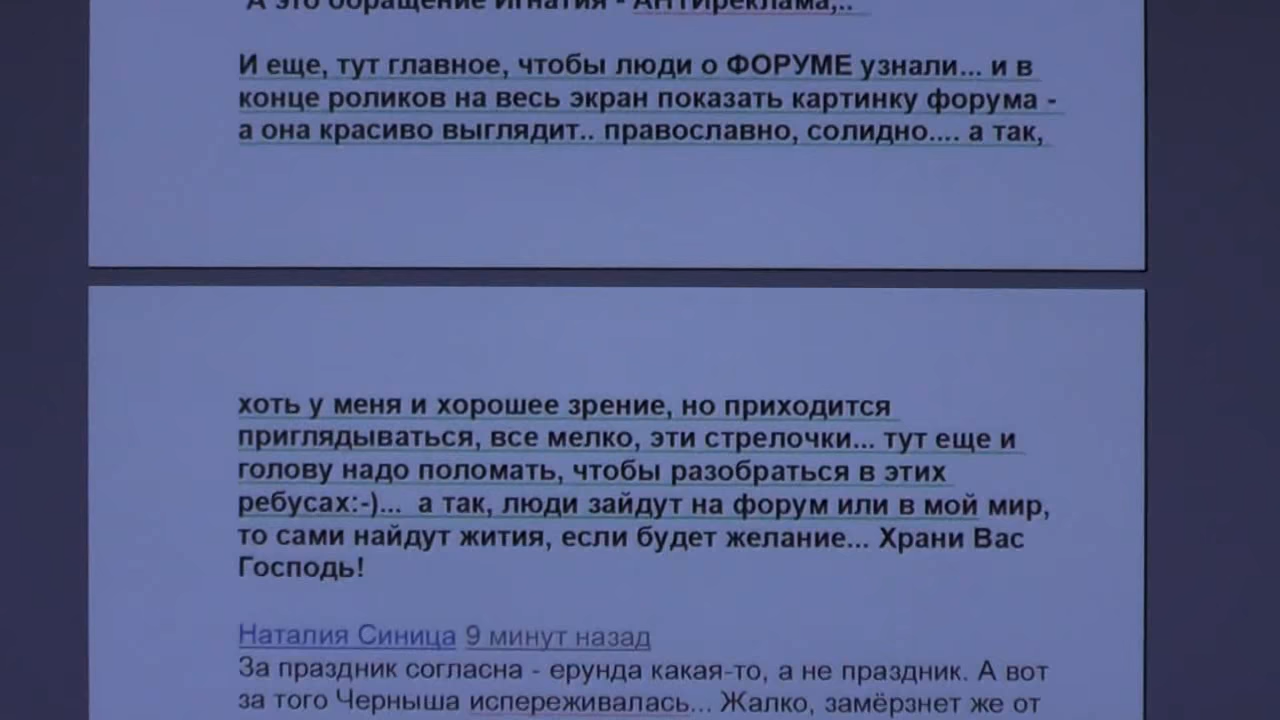 А это обращение Игнатия - АНТИреклама,..
И еще, тут главное, чтобы люди о ФОРУМЕ узнали... и в
конце роликов на весь экран показать картинку форума -
а она красиво выглядит.. православно, солидно.... а так,
хоть у меня и хорошее зрение, но приходится
приглядываться, все мелко, эти стрелочки... тут еще и
голову надо поломать, чтобы разобраться в этих
ребусах:-)... а так, люди зайдут на форум или в мой мир,
то сами найдут жития, если будет желание... Храни Вас
Господь!
Наталия Синица 9 минут назад
За праздник согласна - ерунда какая-то, а не праздник. А вот
за того Черныша испереживалась... Жалко, замёрзнет же от